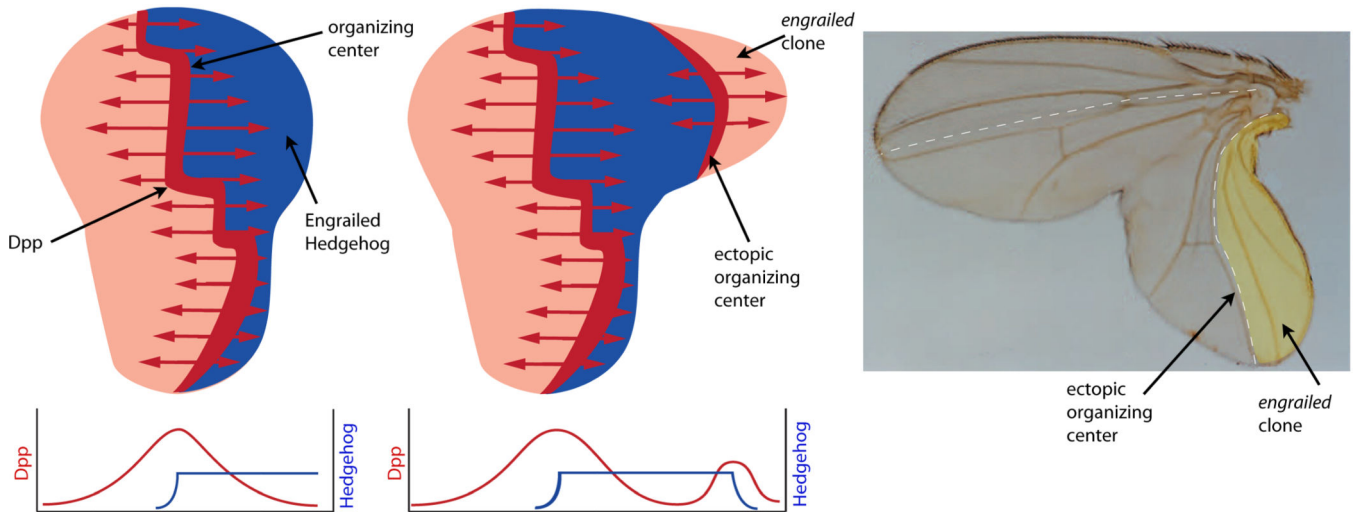 organizing
center
Dpp
Engrailed
Hedgehog
Dpp
Hedgehog
engrailed
clone
ectopic
organizing
center
Dpp
Hedgehog
ectopic
organizing
center
engrailed
clone